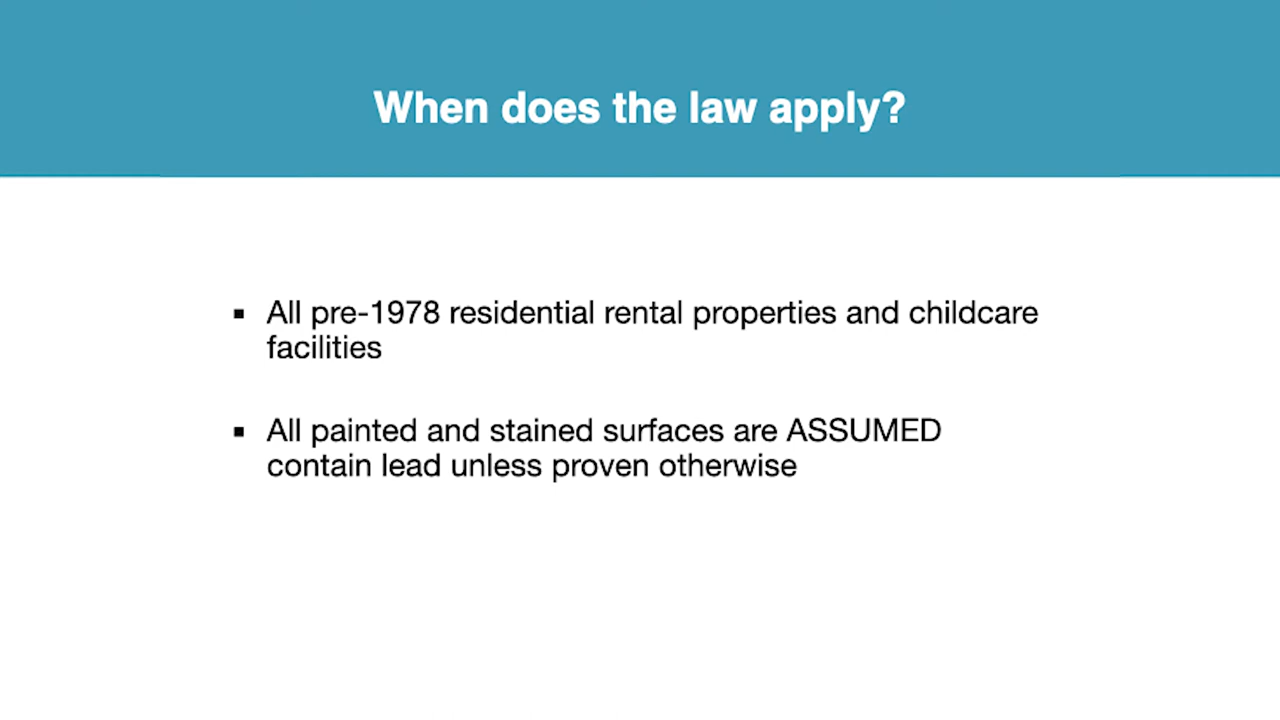 When does the law apply?
▪ All pre-1978 residential rental properties and childcare
facilities
▪ All painted and stained surfaces are ASSUMED
contain lead unless proven otherwise